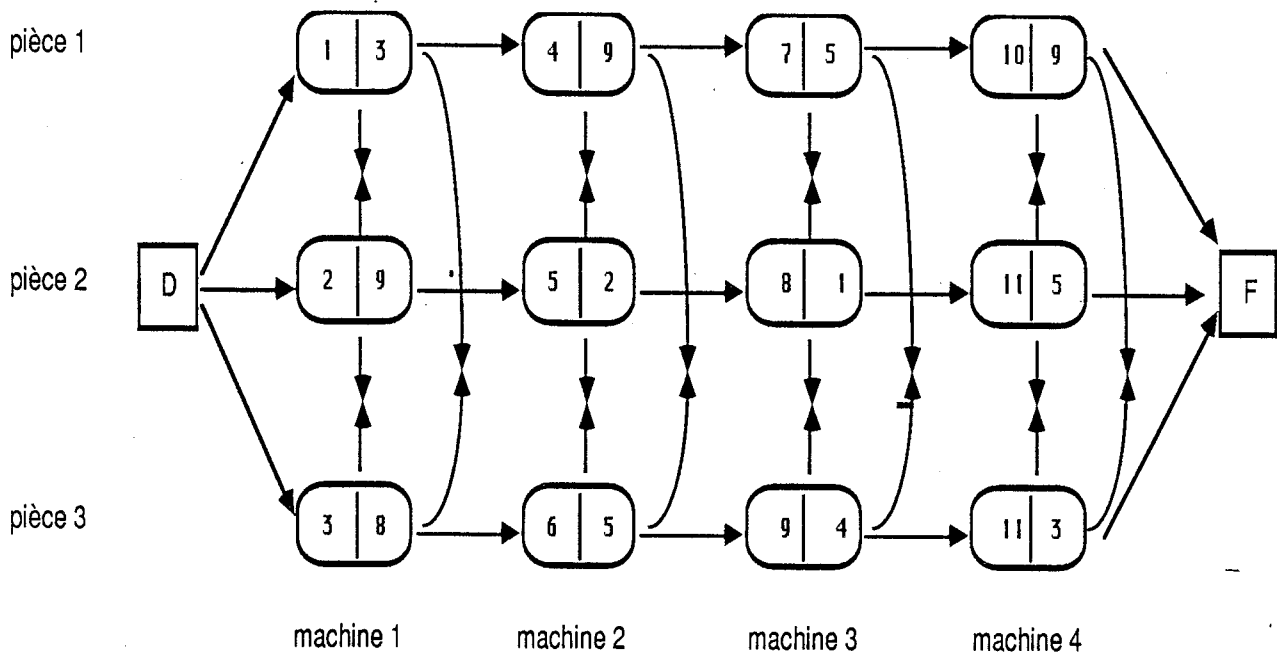 pièce 1
1 3
4 9
7 5
10 9
pièce 2
D
2 9
5 2
8 1
11 5
F
pièce 3
3 8
6 5
9 4
11 3
machine 1
machine 2
machine 3
machine 4